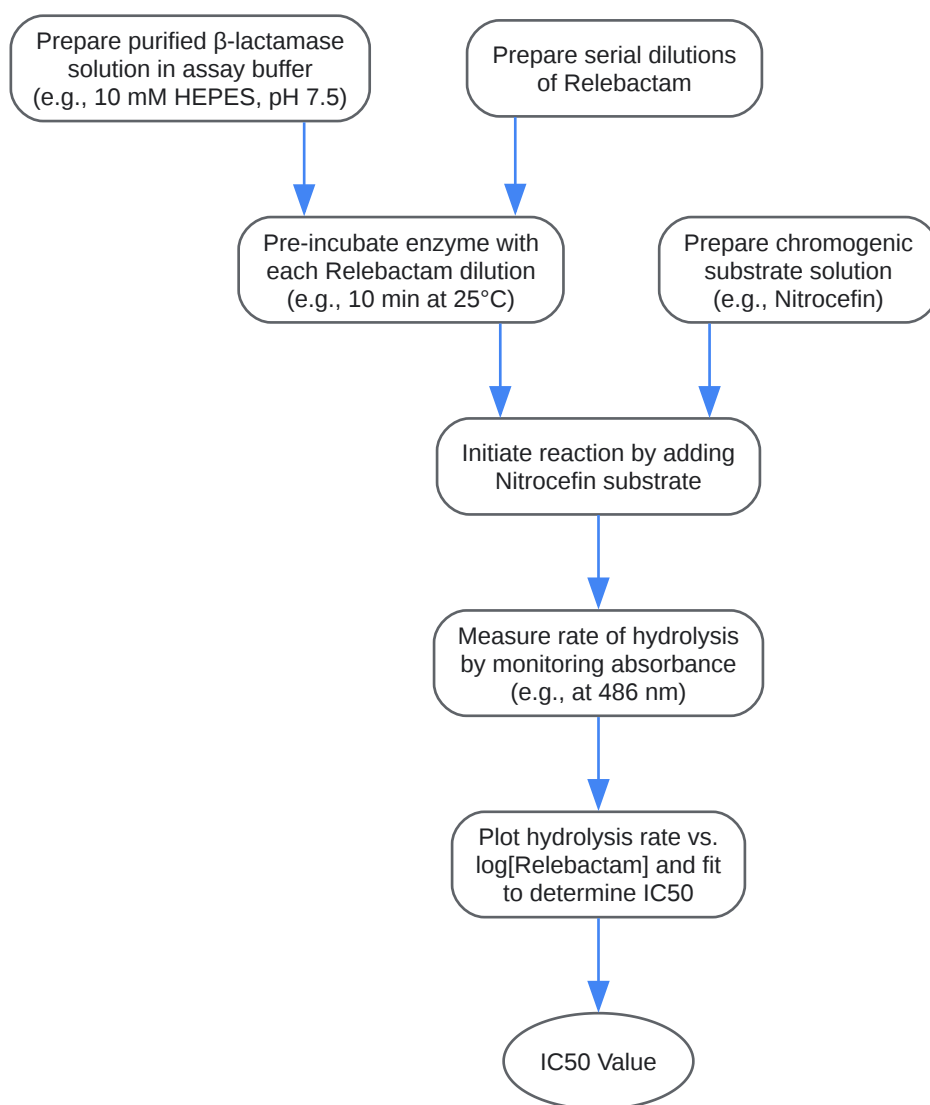 Prepare purified β-lactamase
solution in assay buffer
(e.g., 10 mM HEPES, pH 7.5)
Prepare serial dilutions
of Relebactam
Pre-incubate enzyme with
each Relebactam dilution
(e.g., 10 min at 25°C)
Prepare chromogenic
substrate solution
(e.g., Nitrocefin)
Initiate reaction by adding
Nitrocefin substrate
Measure rate of hydrolysis
by monitoring absorbance
(e.g., at 486 nm)
Plot hydrolysis rate vs.
log[Relebactam] and fit
to determine IC50
IC50 Value